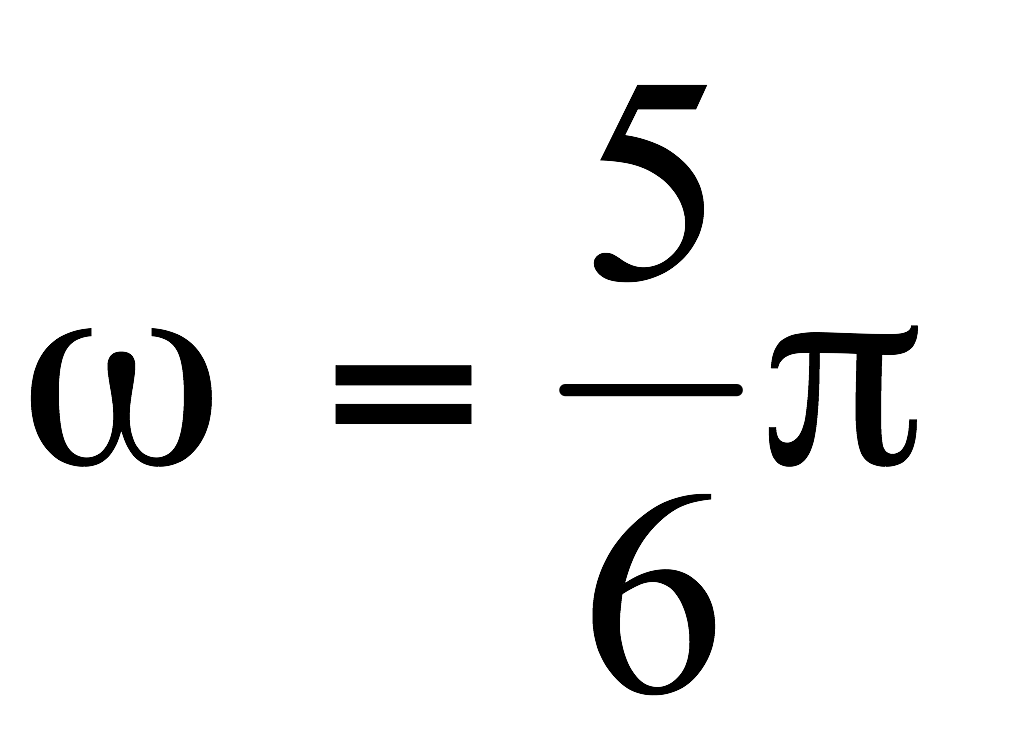 ω = 5/6 π